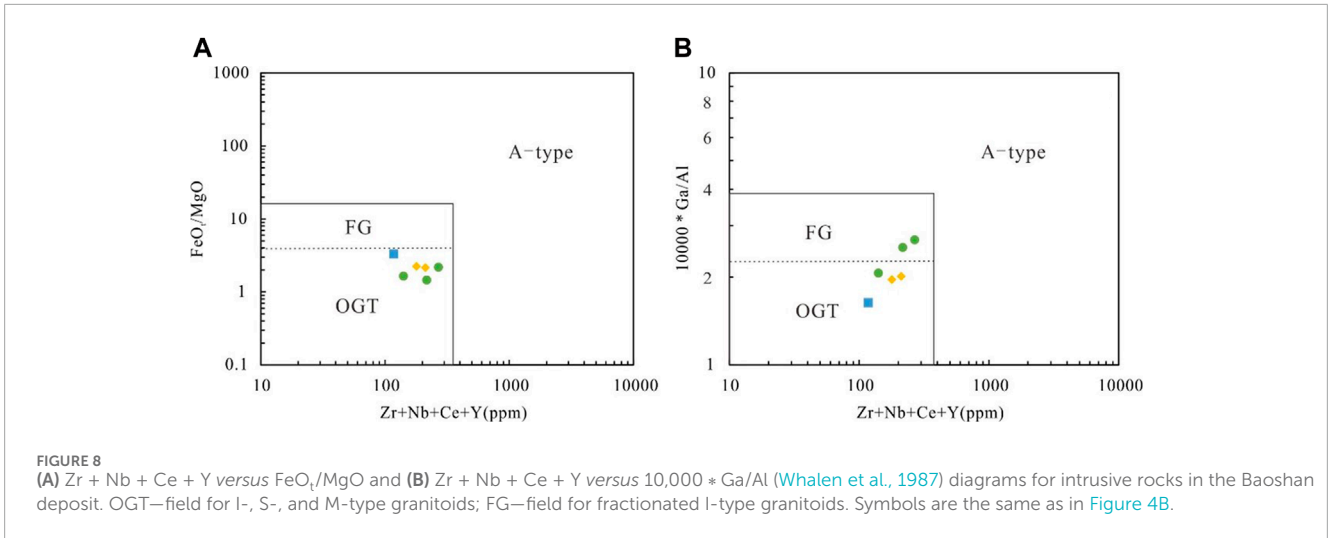 A
1000
100
10
1
0.1
FeOt/MgO
A-type
FG
OGT
10 100 1000 10000
Zr+Nb+Ce+Y(ppm)
B
10
8
6
4
2
1
10000 * Ga/Al
A-type
FG
OGT
10 100 1000 10000
Zr+Nb+Ce+Y(ppm)
FIGURE 8
(A) Zr + Nb + Ce + Y versus FeOt/MgO and (B) Zr + Nb + Ce + Y versus 10,000 * Ga/Al (Whalen et al., 1987) diagrams for intrusive rocks in the Baoshan
deposit. OGT—field for I-, S-, and M-type granitoids; FG—field for fractionated I-type granitoids. Symbols are the same as in Figure 4B.